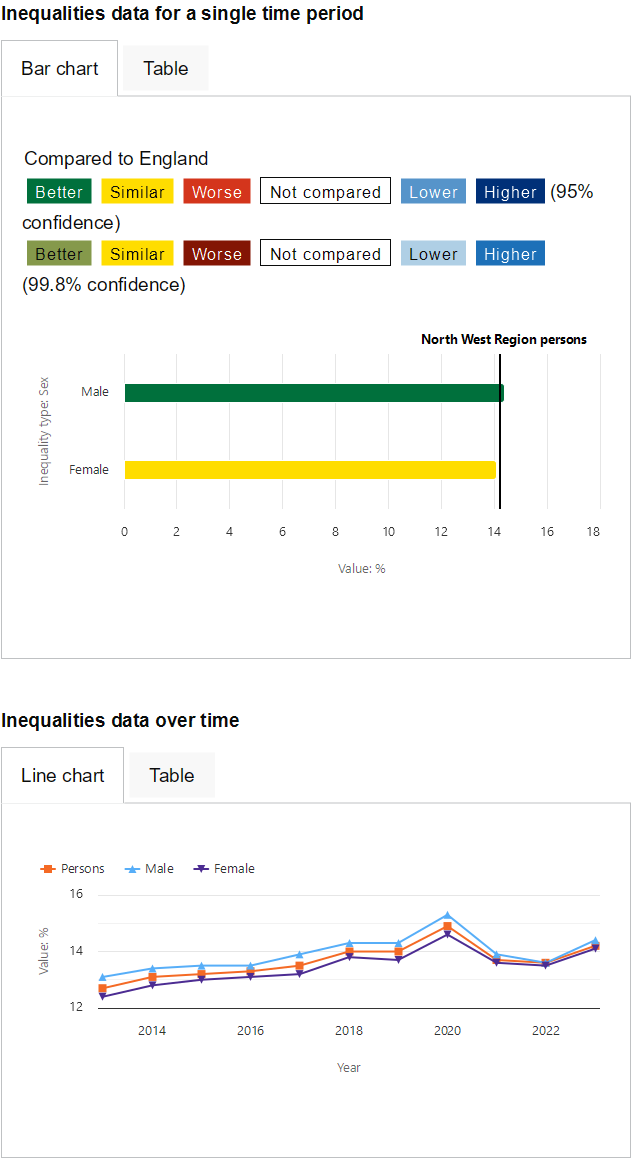 Inequalities data for a single time period
Bar chart Table
Compared to England
Better Similar Worse Not compared Lower Higher (95%
confidence)
Better Similar Worse Not compared Lower Higher
(99.8% confidence)
North West Region persons
Inequality type: Sex
Male
Female
0 2 4 6 8 10 12 14 16 18
Value: %
Inequalities data over time
Line chart Table
Persons Male Female
Value: %
16
14
12
2014 2016 2018 2020 2022
Year